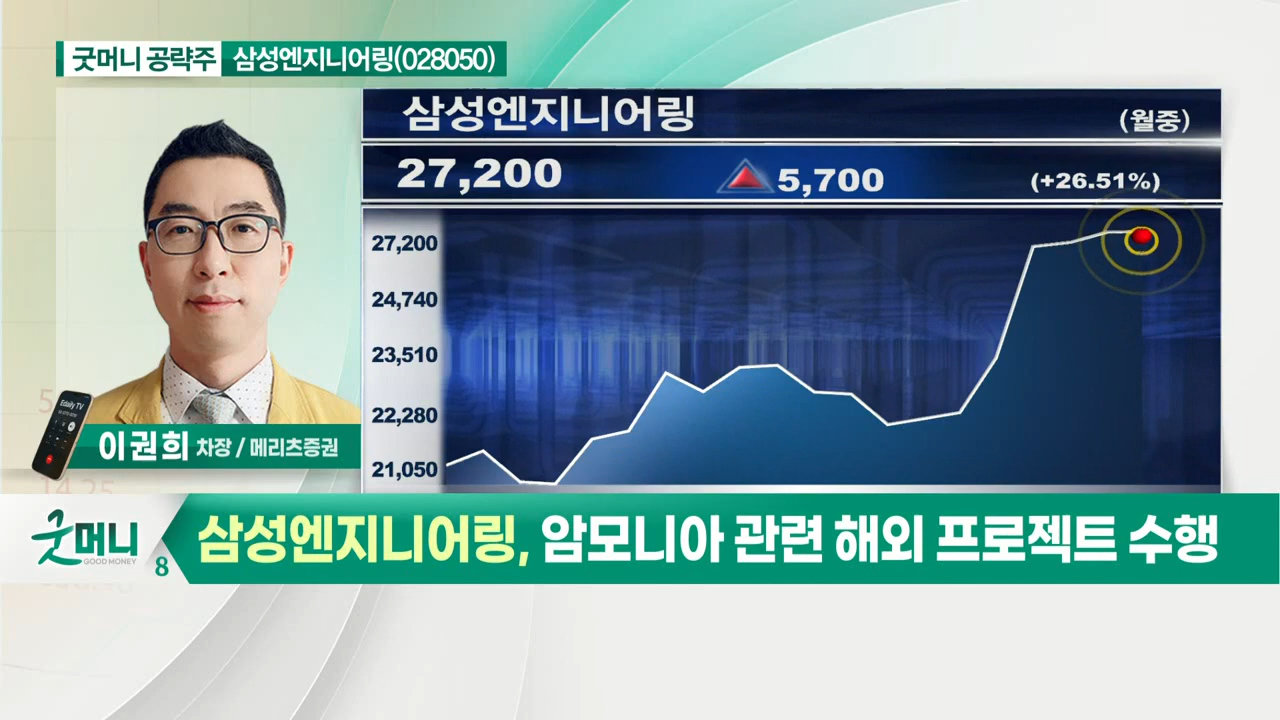 굿머니 공략주 삼성엔지니어링(028050)
삼성엔지니어링 (월중)
27,200 5,700 (+26.51%)
27,200
24,740
23,510
22,280
21,050
Edaily TV
이권희 차장 / 메리츠증권
굿머니
GOOD MONEY
8
삼성엔지니어링, 암모니아 관련 해외 프로젝트 수행